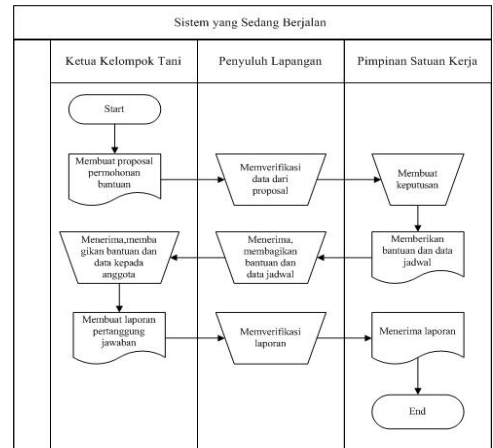 Sistem yang Sedang Berjalan
Ketua Kelompok Tani
Penyuluh Lapangan
Pimpinan Satuan Kerja
Start
Membuat proposal
permohonan
bantuan
Memverifikasi
data dari
proposal
Membuat
keputusan
Menerima,memba
gikan bantuan dan
data kepada
anggota
Menerima,
membagikan
bantuan dan
data jadwal
Memberikan
bantuan dan data
jadwal
Membuat laporan
pertanggung
jawaban
Memverifikasi
laporan
Menerima laporan
End